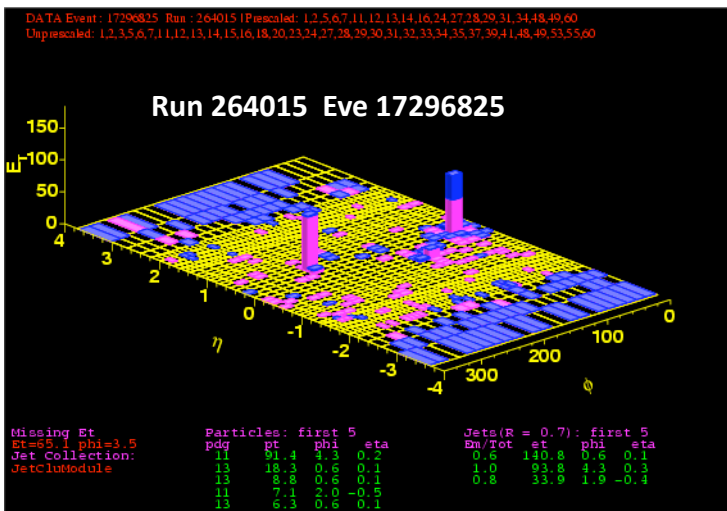 DATA Event : 17296825 Run : 264015 | Prescaled: 1,2,5,6,7,11,12,13,14,16,24,27,28,29,31,34,48,49,60
Unprescaled: 1,2,3,5,6,7,11,12,13,14,15,16,18,20,23,24,27,28,29,30,31,32,33,34,35,37,39,41,48,49,53,55,60
Run 264015 Eve 17296825
150
100
50
0
E_T
4 3 2 1 0 -1 -2 -3 -4
η
300 200 100 0
ϕ
Missing Et Particles: first 5 Jets(R = 0.7): first 5
Et=65.1 phi=3.5 pdg pt phi eta Em/Tot et phi eta
Jet Collection: 11 91.4 4.3 0.2 0.6 140.8 0.6 0.1
JetCluModule 13 18.3 0.6 0.1 1.0 93.8 4.3 0.3
13 8.8 0.6 0.1 0.8 33.9 1.9 -0.4
11 7.1 2.0 -0.5
13 6.3 0.6 0.1